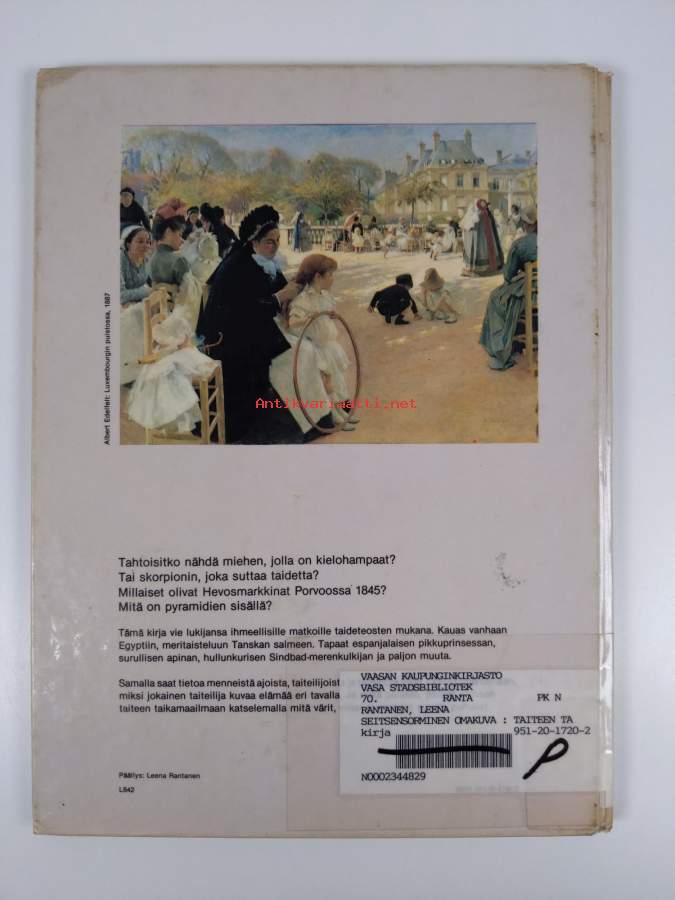 Albert Edelfelt: Luxembourgin puistossa, 1887
Antikvariaatti.net
Tahtoisitko nähdä miehen, jolla on kielohampaat?
Tai skorpionin, joka suttaa taidetta?
Millaiset olivat Hevosmarkkinat Porvoossa 1845?
Mitä on pyramidien sisällä?
Tämä kirja vie lukijansa ihmeellisille matkoille taideteosten mukana. Kauas vanhaan
Egyptiin, meritaisteluun Tanskan salmeen. Tapaat espanjalaisen pikkuprinsessan,
surullisen apinan, hullunkurisen Sindbad-merenkulkijan ja paljon muuta.
Samalla saat tietoa menneistä ajoista, taiteilijoist
miksi jokainen taiteilija kuvaa elämää eri tavalla
taiteen taikamaailmaan katselemalla mitä värit,
VAASAN KAUPUNGINKIRJASTO
VASA STADSBIBLIOTEK
70. RANTA PK N
RANTANEN, LEENA
SEITSENSORMINEN OMAKUVA : TAITEEN TA
kirja 951-20-1720-2
N0002344829
Päällys: Leena Rantanen
L842